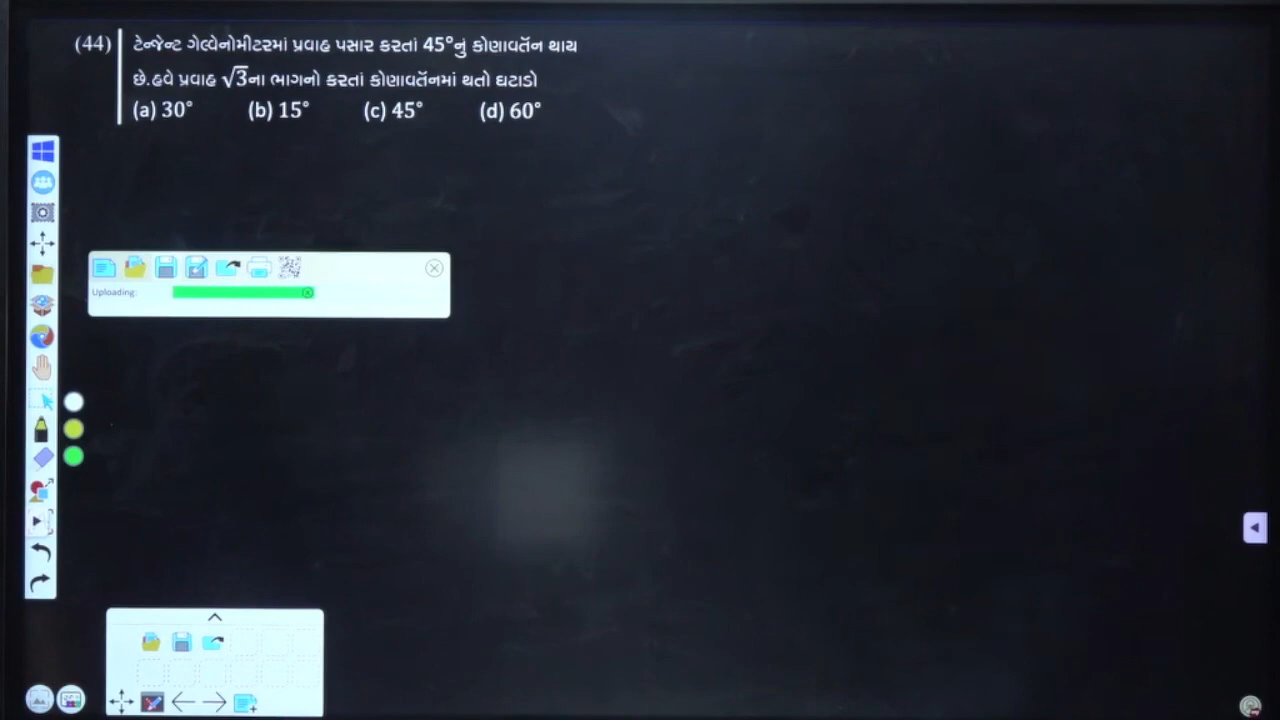 (44) ટેન્જેન્ટ ગેલ્વેનોમીટરમાં પ્રવાહ પસાર કરતાં 45°નું કોણાવર્તન થાય
છે.હવે પ્રવાહ √3ના ભાગનો કરતાં કોણાવર્તનમાં થતો ઘટાડો
(a) 30° (b) 15° (c) 45° (d) 60°
Uploading: